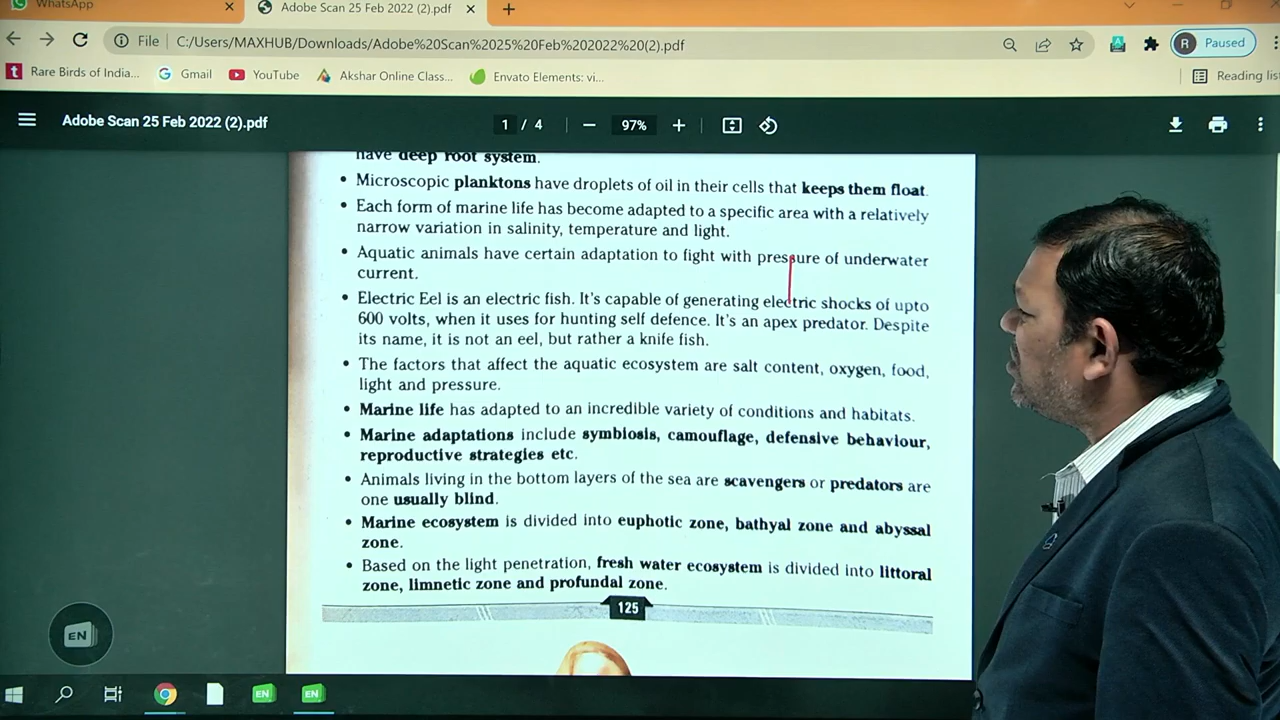 WhatsApp
Adobe Scan 25 Feb 2022 (2).pdf
File
C:/Users/MAXHUB/Downloads/Adobe%20Scan%2025%20Feb%202022%20(2).pdf
R
Paused
Rare Birds of India...
Gmail
YouTube
Akshar Online Class...
Envato Elements: vi...
Reading lis
Adobe Scan 25 Feb 2022 (2).pdf
1 / 4
97%
have deep root system.
• Microscopic planktons have droplets of oil in their cells that keeps them float.
• Each form of marine life has become adapted to a specific area with a relatively
narrow variation in salinity, temperature and light.
• Aquatic animals have certain adaptation to fight with pressure of underwater
current.
• Electric Eel is an electric fish. It's capable of generating electric shocks of upto
600 volts, when it uses for hunting self defence. It's an apex predator. Despite
its name, it is not an eel, but rather a knife fish.
• The factors that affect the aquatic ecosystem are salt content, oxygen, food,
light and pressure.
• Marine life has adapted to an incredible variety of conditions and habitats.
• Marine adaptations include symbiosis, camouflage, defensive behaviour,
reproductive strategies etc.
• Animals living in the bottom layers of the sea are scavengers or predators are
one usually blind.
• Marine ecosystem is divided into euphotic zone, bathyal zone and abyssal
zone.
• Based on the light penetration, fresh water ecosystem is divided into littoral
zone, limnetic zone and profundal zone.
125
EN
EN
EN